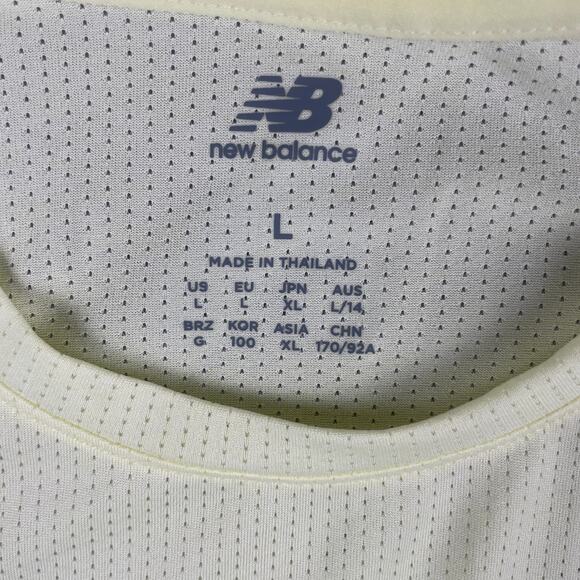 NB
new balance
L
MADE IN THAILAND
US EU JPN AUS
L L XL L/14
BRZ KOR ASIA CHN
G 100 XL 170/92A